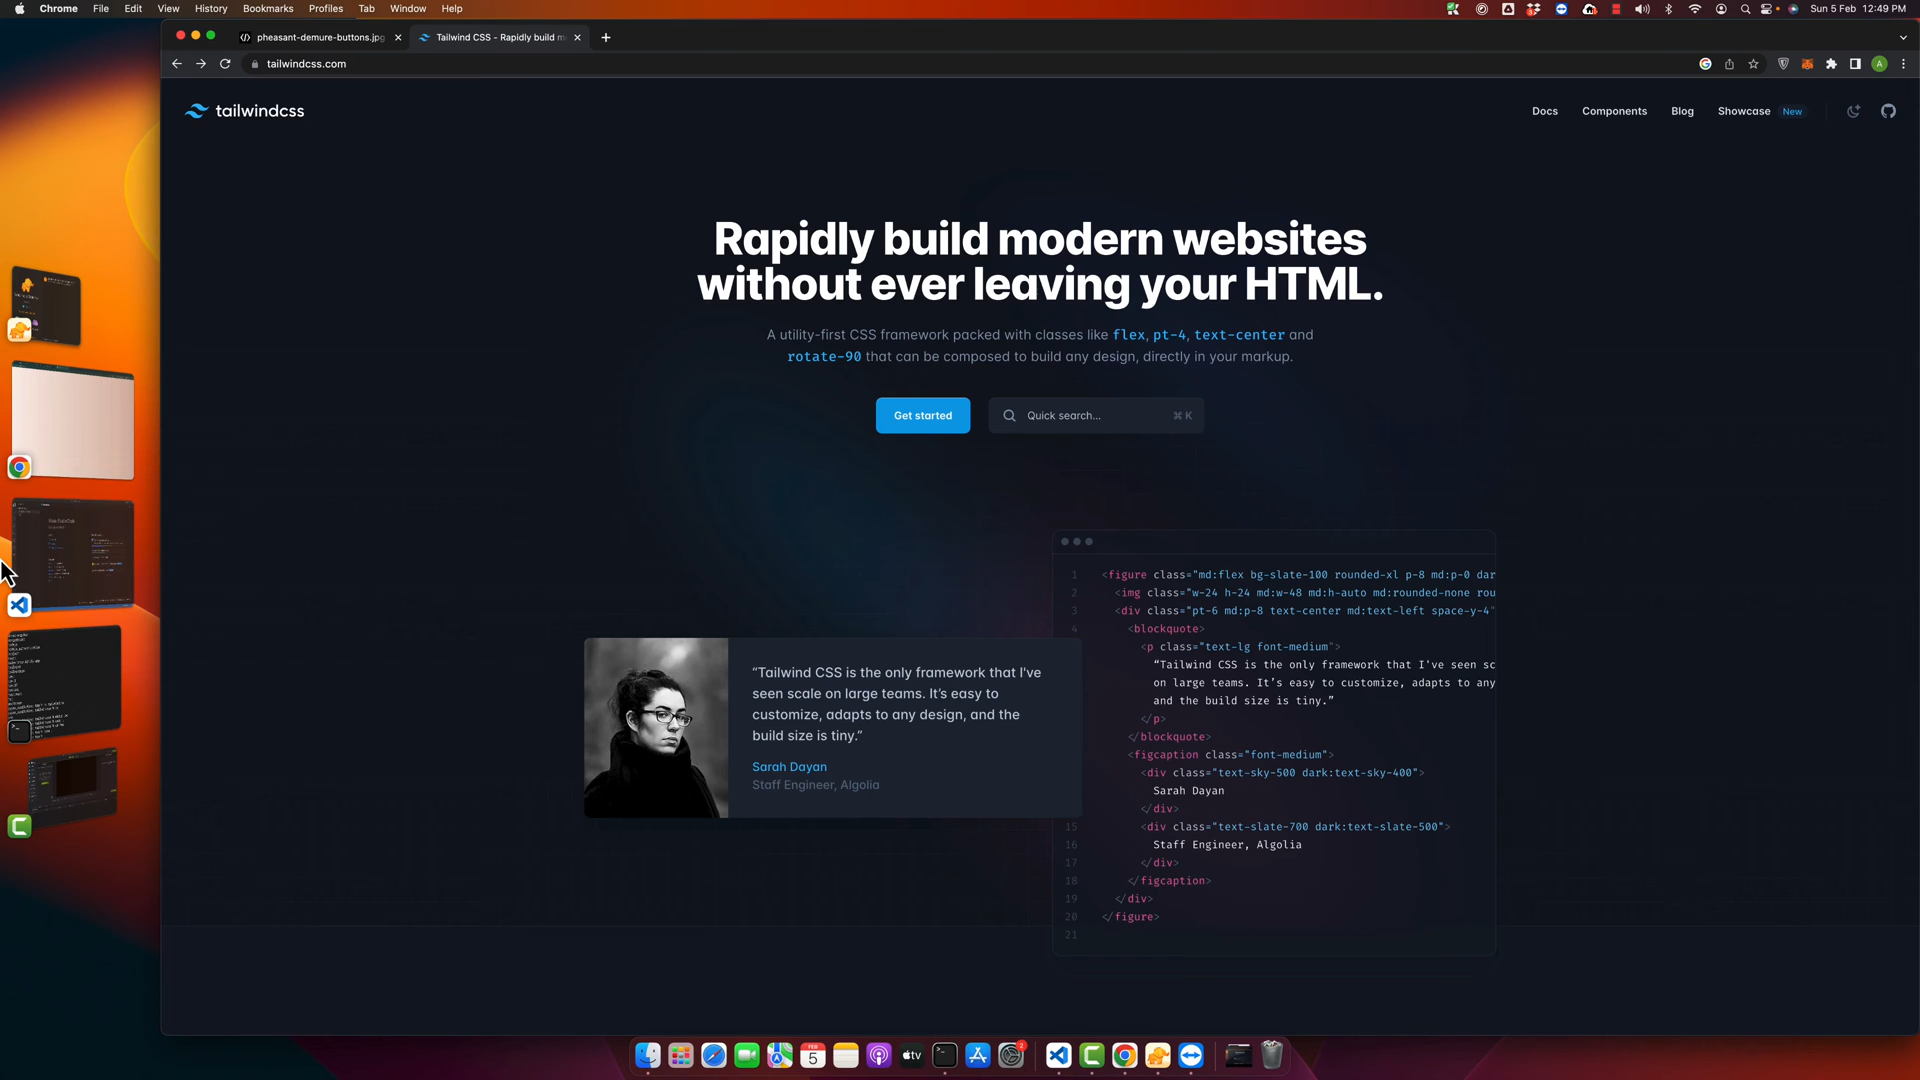 Chrome File Edit View History Bookmarks Profiles Tab Window Help
Sun 5 Feb 12:49 PM
pheasant-demure-buttons.jpg
Tailwind CSS - Rapidly build m
tailwindcss.com
A
tailwindcss
Docs Components Blog Showcase New
Rapidly build modern websites
without ever leaving your HTML.
A utility-first CSS framework packed with classes like flex, pt-4, text-center and
rotate-90 that can be composed to build any design, directly in your markup.
Get started
Quick search... ⌘K
1 <figure class="md:flex bg-slate-100 rounded-xl p-8 md:p-0 dar
2 <img class="w-24 h-24 md:w-48 md:h-auto md:rounded-none rou
3 <div class="pt-6 md:p-8 text-center md:text-left space-y-4"
4 <blockquote>
<p class="text-lg font-medium">
“Tailwind CSS is the only framework that I've seen sc
on large teams. It’s easy to customize, adapts to any
and the build size is tiny.”
</p>
</blockquote>
<figcaption class="font-medium">
<div class="text-sky-500 dark:text-sky-400">
Sarah Dayan
</div>
15 <div class="text-slate-700 dark:text-slate-500">
16 Staff Engineer, Algolia
17 </div>
18 </figcaption>
19 </div>
20 </figure>
21
“Tailwind CSS is the only framework that I've
seen scale on large teams. It’s easy to
customize, adapts to any design, and the
build size is tiny.”
Sarah Dayan
Staff Engineer, Algolia
FEB
5
tv
2